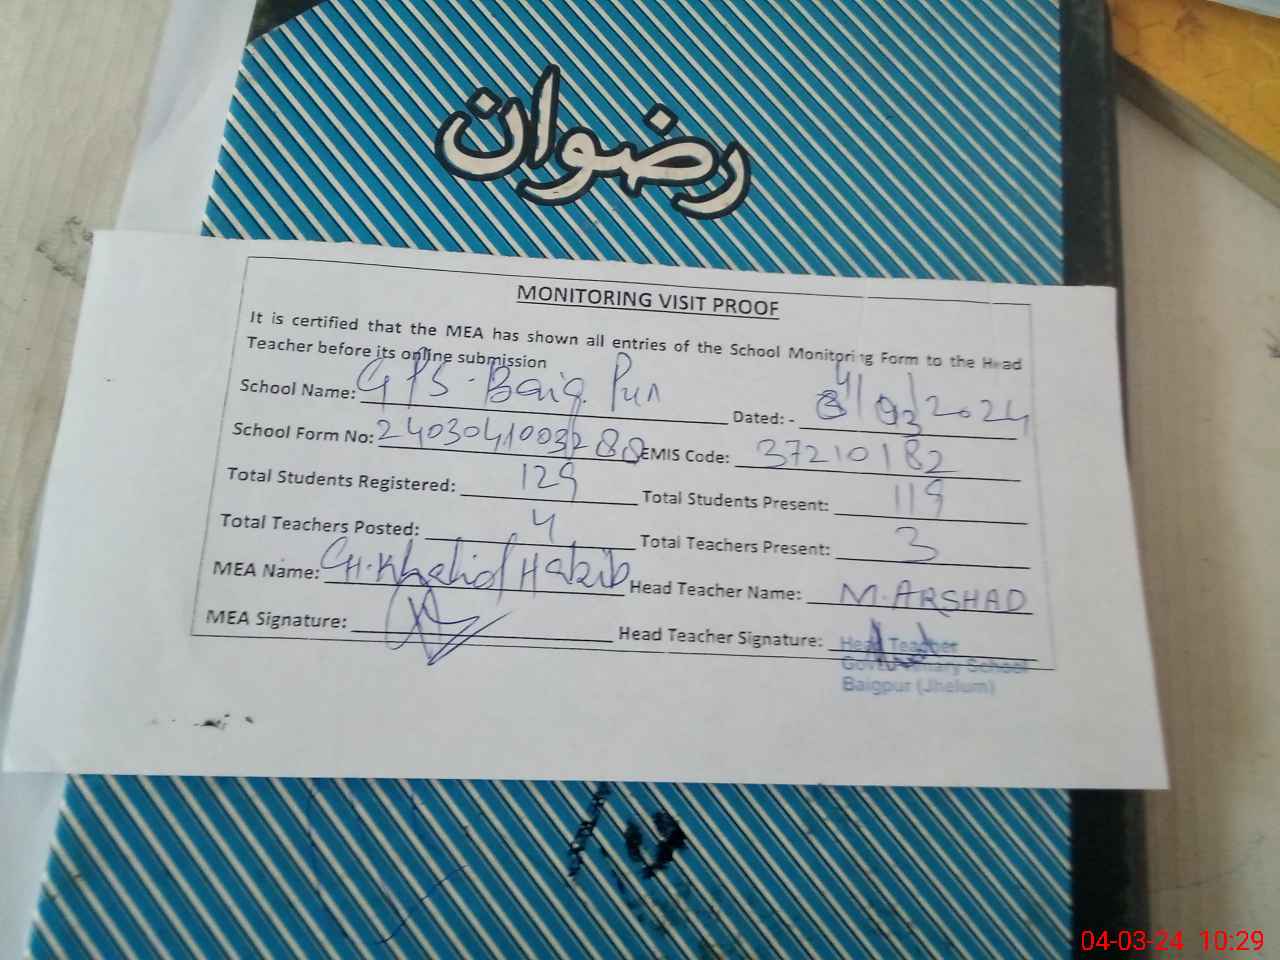 رضوان
MONITORING VISIT PROOF
It is certified that the MEA has shown all entries of the School Monitoring Form to the Head
Teacher before its online submission
School Name: GPS. Baig Pur Dated: - 4/03/2024
School Form No: 2403041003288 EMIS Code: 37210182
Total Students Registered: 129 Total Students Present: 119
Total Teachers Posted: 4 Total Teachers Present: 3
MEA Name: CH. Khalid Habib Head Teacher Name: M. ARSHAD
MEA Signature: Head Teacher Signature:
Head Teacher
Govt. Primary School
Baigpur (Jhelum)
04-03-24 10:29